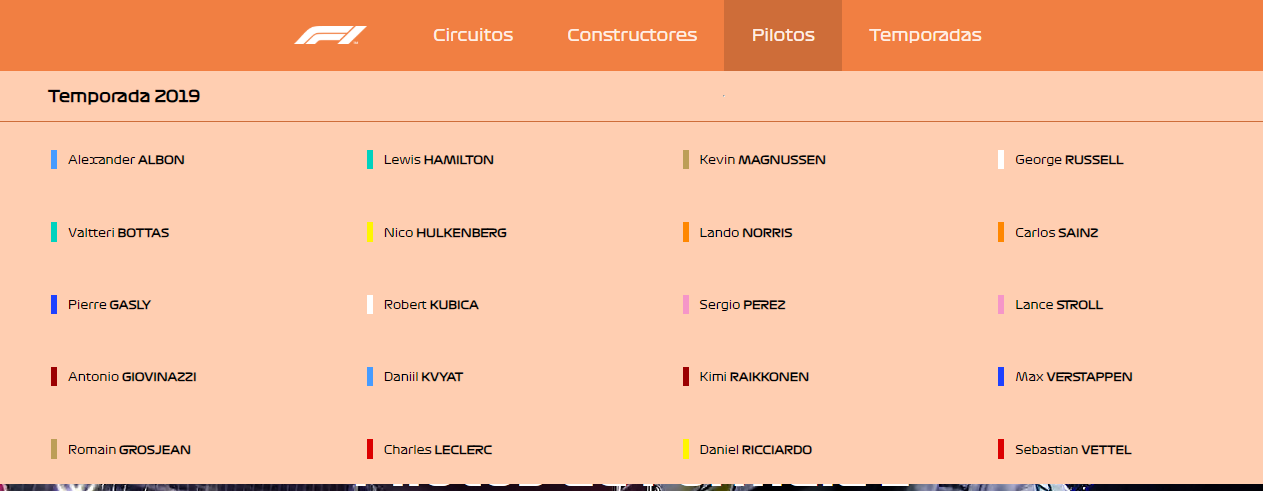 F1 Circuitos Constructores Pilotos Temporadas
Temporada 2019
Alexander ALBON Lewis HAMILTON Kevin MAGNUSSEN George RUSSELL
Valtteri BOTTAS Nico HULKENBERG Lando NORRIS Carlos SAINZ
Pierre GASLY Robert KUBICA Sergio PEREZ Lance STROLL
Antonio GIOVINAZZI Daniil KVYAT Kimi RAIKKONEN Max VERSTAPPEN
Romain GROSJEAN Charles LECLERC Daniel RICCIARDO Sebastian VETTEL